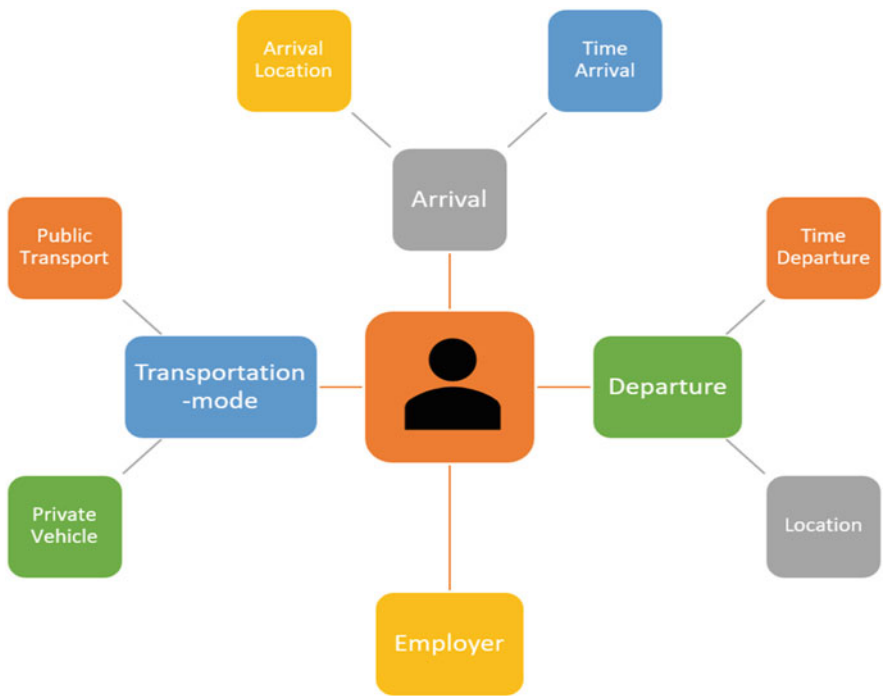 Arrival
Location
Time
Arrival
Arrival
Public
Transport
Time
Departure
Transportation
-mode
Departure
Private
Vehicle
Location
Employer